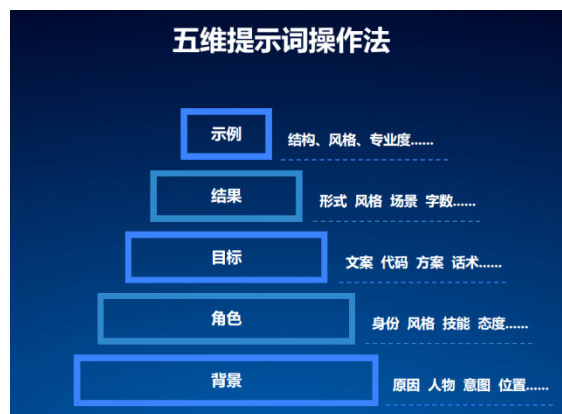 五维提示词操作法
示例
结构、风格、专业度......
结果
形式 风格 场景 字数......
目标
文案 代码 方案 话术......
角色
身份 风格 技能 态度......
背景
原因 人物 意图 位置......